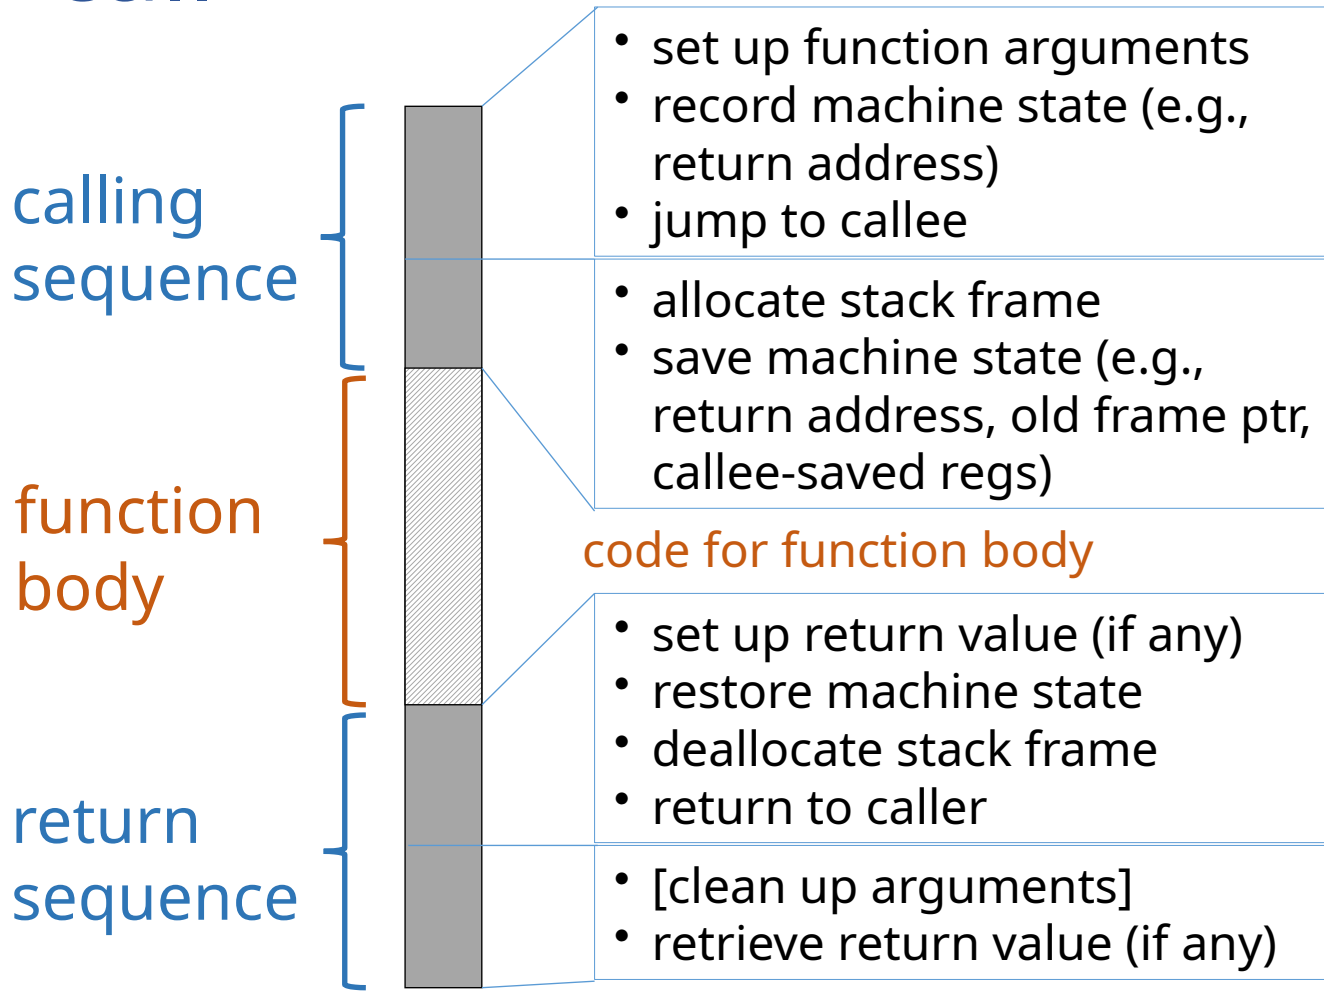 calling
sequence
function
body
return
sequence
• set up function arguments
• record machine state (e.g.,
return address)
• jump to callee
• allocate stack frame
• save machine state (e.g.,
return address, old frame ptr,
callee-saved regs)
code for function body
• set up return value (if any)
• restore machine state
• deallocate stack frame
• return to caller
• [clean up arguments]
• retrieve return value (if any)